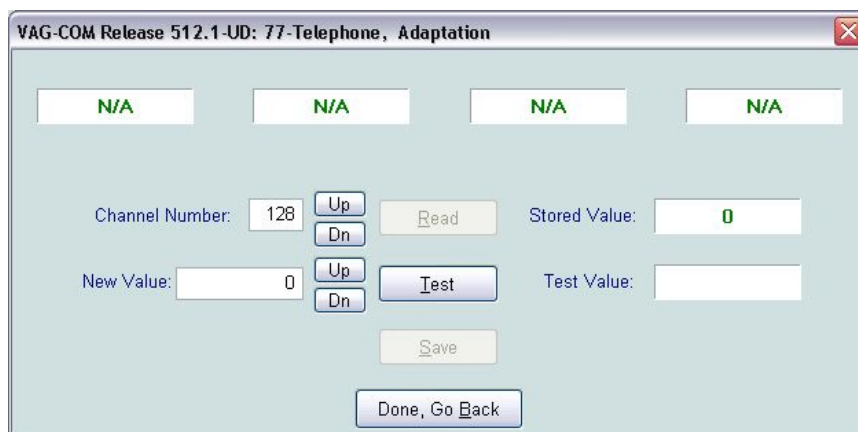 VAG-COM Release 512.1-UD: 77-Telephone, Adaptation
N/A N/A N/A N/A
Channel Number: 128 Up Dn Read Stored Value: 0
New Value: 0 Up Dn Test Test Value:
Save
Done, Go Back